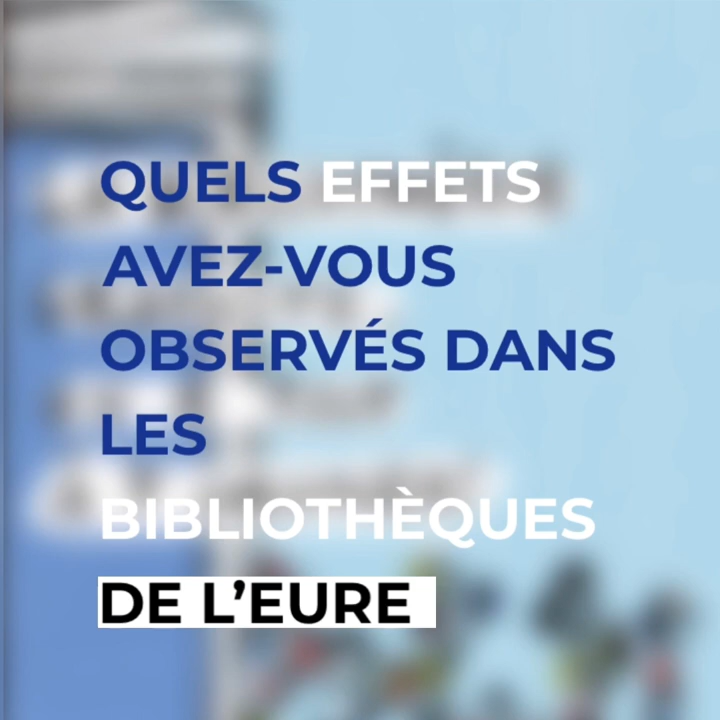 QUELS EFFETS
AVEZ-VOUS
OBSERVÉS DANS
LES
BIBLIOTHÈQUES
DE L’EURE